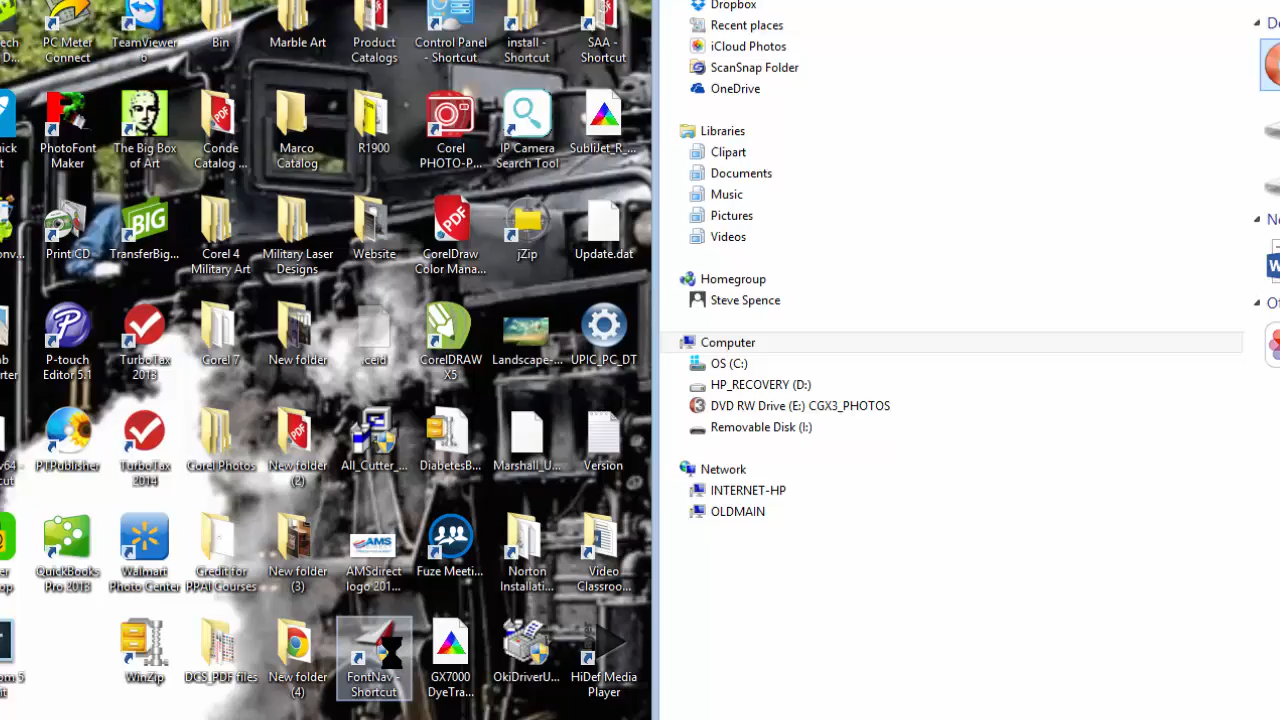 PC Meter
Connect
TeamViewer
6
Bin
Marble Art
Product
Catalogs
Control Panel
- Shortcut
install -
Shortcut
SAA -
Shortcut
PhotoFont
Maker
The Big Box
of Art
Conde
Catalog ...
Marco
Catalog
R1900
Corel
PHOTO-P...
IP Camera
Search Tool
SubliJet_R_...
Print CD
TransferBig...
Corel 4
Military Art
Military Laser
Designs
Website
CorelDraw
Color Mana...
jZip
Update.dat
P-touch
Editor 5.1
TurboTax
2013
Corel 7
New folder
.ceid
CorelDRAW
X5
Landscape-...
UPIC_PC_DT
PTPublisher
TurboTax
2014
Corel Photos
New folder
(2)
All_Cutter_...
DiabetesB...
Marshall_U...
Version
QuickBooks
Pro 2013
Walmart
Photo Center
Credit for
PPAI Courses
New folder
(3)
AMS
AMSdirect
logo 201...
Fuze Meeti...
Norton
Installati...
Video
Classroo...
WinZip
DCS_PDF files
New folder
(4)
FontNav -
Shortcut
GX7000
DyeTra...
OkiDriverU...
HiDef Media
Player
Dropbox
Recent places
iCloud Photos
ScanSnap Folder
OneDrive
Libraries
Clipart
Documents
Music
Pictures
Videos
Homegroup
Steve Spence
Computer
OS (C:)
HP_RECOVERY (D:)
DVD RW Drive (E:) CGX3_PHOTOS
Removable Disk (I:)
Network
INTERNET-HP
OLDMAIN